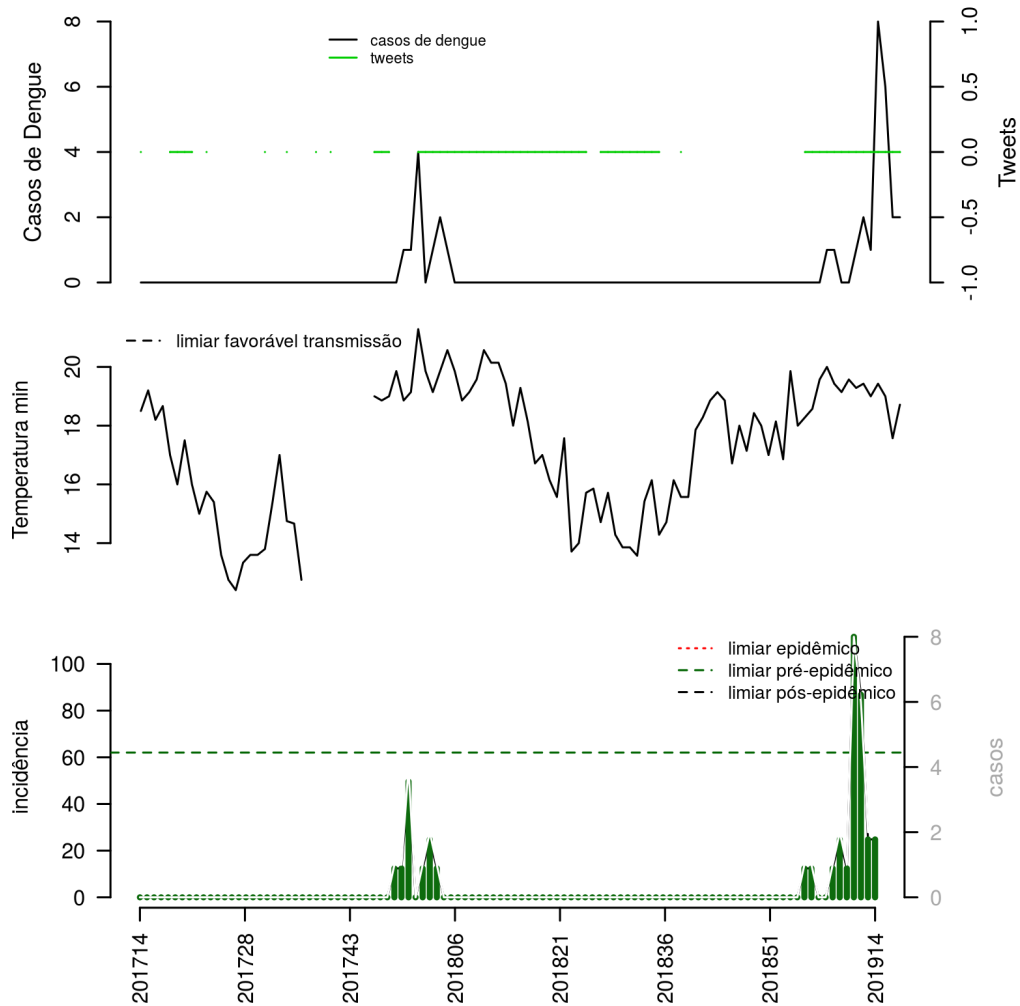 casos de dengue
tweets
Casos de Dengue
0 2 4 6 8
Tweets
-1.0 -0.5 0.0 0.5 1.0
limiar favorável transmissão
Temperatura min
14 16 18 20
limiar epidêmico
limiar pré-epidêmico
limiar pós-epidêmico
incidência
0 20 40 60 80 100
casos
0 2 4 6 8
201714 201728 201743 201806 201821 201836 201851 201914